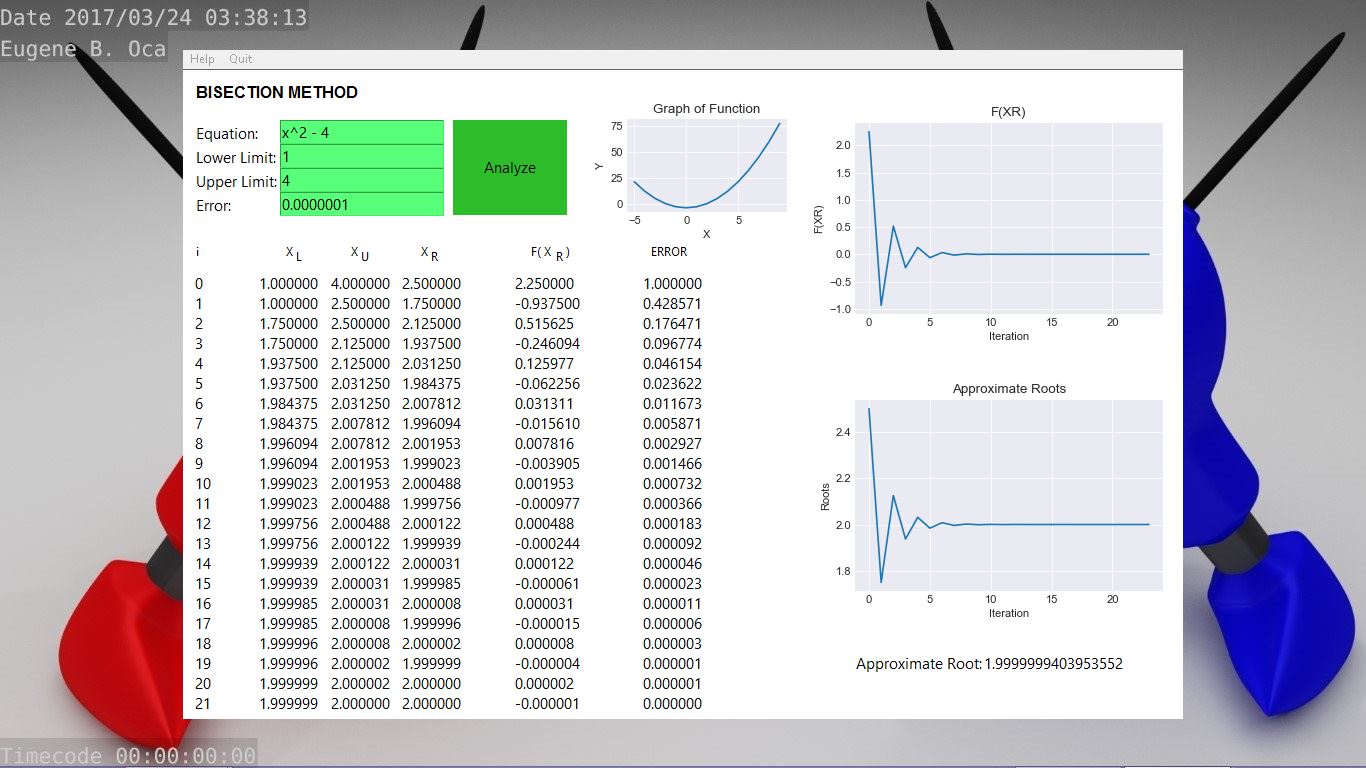 Date 2017/03/24 03:38:13
Eugene B. Oca
Help Quit
BISECTION METHOD
Equation: x^2 - 4
Lower Limit: 1
Upper Limit: 4
Error: 0.0000001
Analyze
i X L X U X R F( X R ) ERROR
0 1.000000 4.000000 2.500000 2.250000 1.000000
1 1.000000 2.500000 1.750000 -0.937500 0.428571
2 1.750000 2.500000 2.125000 0.515625 0.176471
3 1.750000 2.125000 1.937500 -0.246094 0.096774
4 1.937500 2.125000 2.031250 0.125977 0.046154
5 1.937500 2.031250 1.984375 -0.062256 0.023622
6 1.984375 2.031250 2.007812 0.031311 0.011673
7 1.984375 2.007812 1.996094 -0.015610 0.005871
8 1.996094 2.007812 2.001953 0.007816 0.002927
9 1.996094 2.001953 1.999023 -0.003905 0.001466
10 1.999023 2.001953 2.000488 0.001953 0.000732
11 1.999023 2.000488 1.999756 -0.000977 0.000366
12 1.999756 2.000488 2.000122 0.000488 0.000183
13 1.999756 2.000122 1.999939 -0.000244 0.000092
14 1.999939 2.000122 2.000031 0.000122 0.000046
15 1.999939 2.000031 1.999985 -0.000061 0.000023
16 1.999985 2.000031 2.000008 0.000031 0.000011
17 1.999985 2.000008 1.999996 -0.000015 0.000006
18 1.999996 2.000008 2.000002 0.000008 0.000003
19 1.999996 2.000002 1.999999 -0.000004 0.000001
20 1.999999 2.000002 2.000000 0.000002 0.000001
21 1.999999 2.000002 2.000000 -0.000001 0.000000
Graph of Function
75
50
25
0
Y
−5 0 5
X
F(XR)
2.0
1.5
1.0
0.5
0.0
−0.5
−1.0
F(XR)
0 5 10 15 20
Iteration
Approximate Roots
2.4
2.2
2.0
1.8
Roots
0 5 10 15 20
Iteration
Approximate Root: 1.9999999403953552
Timecode 00:00:00:00